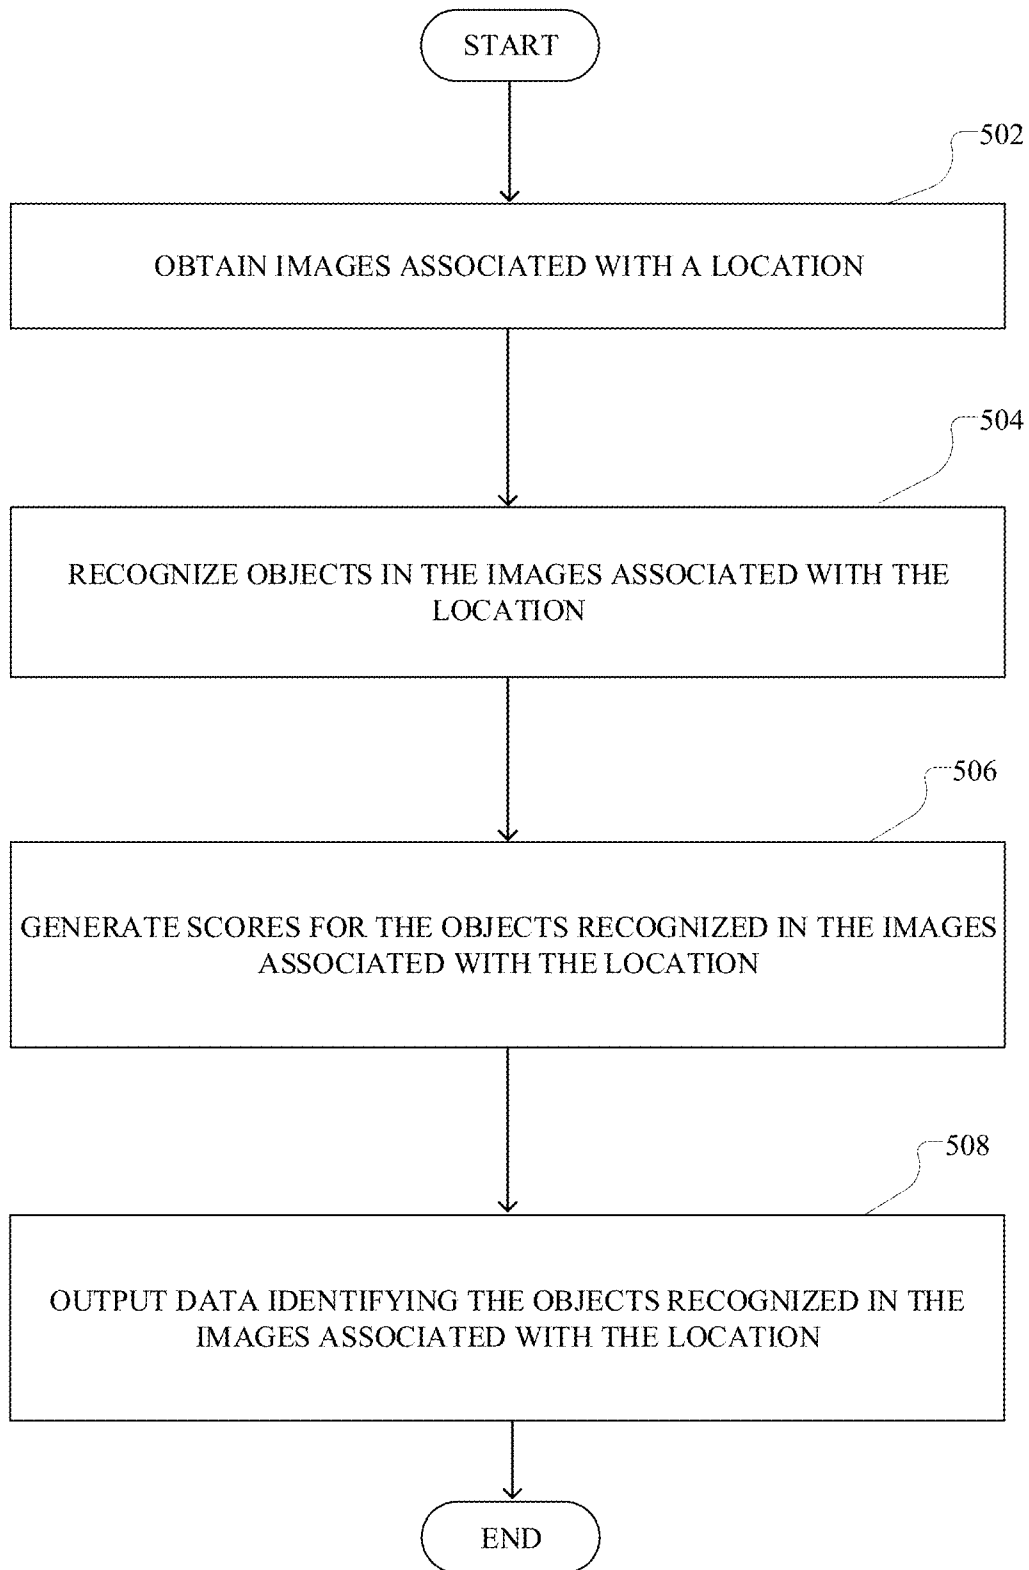 START
502
OBTAIN IMAGES ASSOCIATED WITH A LOCATION
504
RECOGNIZE OBJECTS IN THE IMAGES ASSOCIATED WITH THE
LOCATION
506
GENERATE SCORES FOR THE OBJECTS RECOGNIZED IN THE IMAGES
ASSOCIATED WITH THE LOCATION
508
OUTPUT DATA IDENTIFYING THE OBJECTS RECOGNIZED IN THE
IMAGES ASSOCIATED WITH THE LOCATION
END